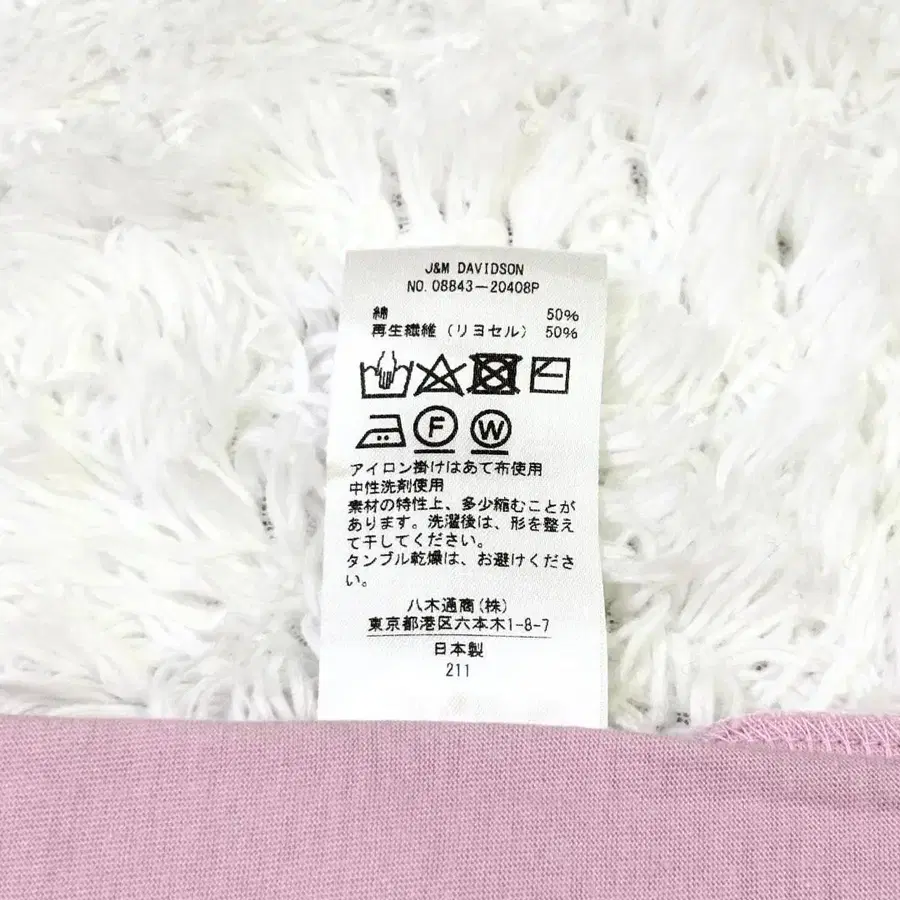 J&M DAVIDSON
NO. 08843-20408P
綿 50%
再生繊維（リヨセル） 50%
F W
アイロン掛けはあて布使用
中性洗剤使用
素材の特性上、多少縮むことが
あります。洗濯後は、形を整え
て干してください。
タンブル乾燥は、お避けくださ
い。
八木通商(株)
東京都港区六本木1-8-7
日本製
211